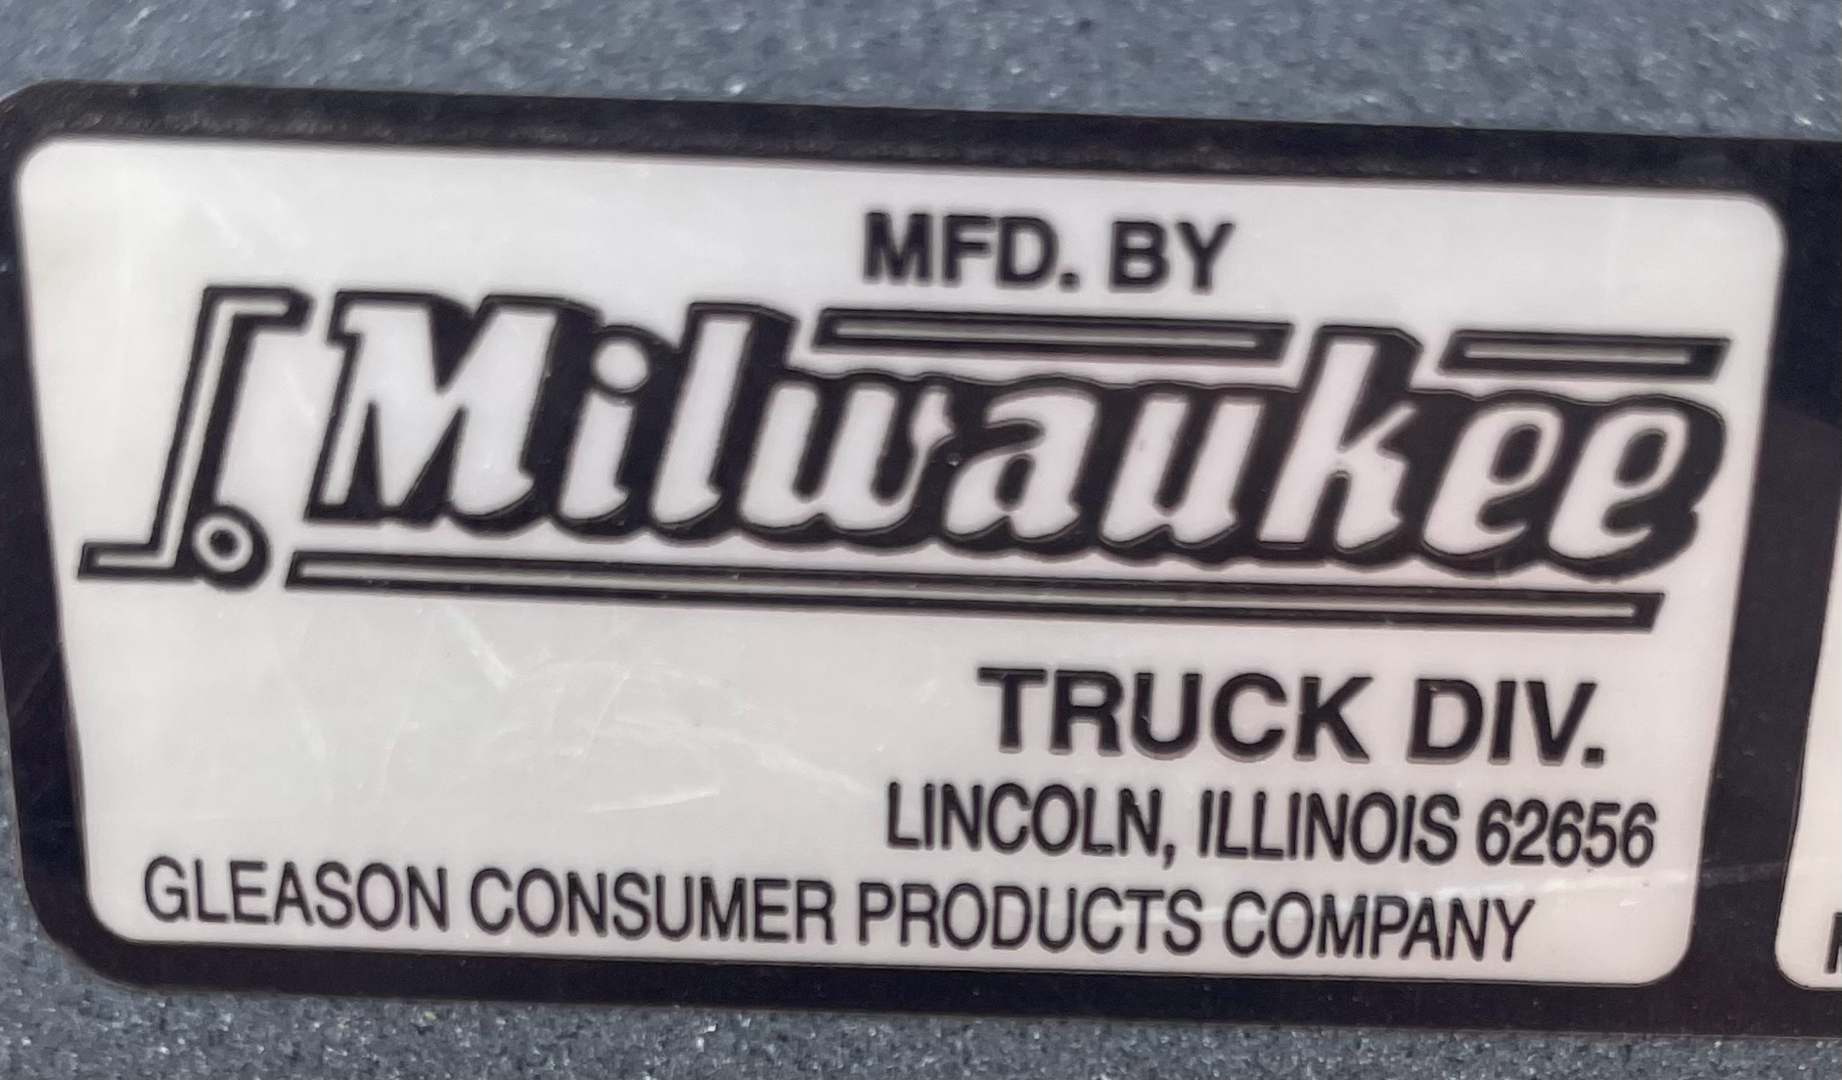 MFD. BY
Milwaukee
TRUCK DIV.
LINCOLN, ILLINOIS 62656
GLEASON CONSUMER PRODUCTS COMPANY